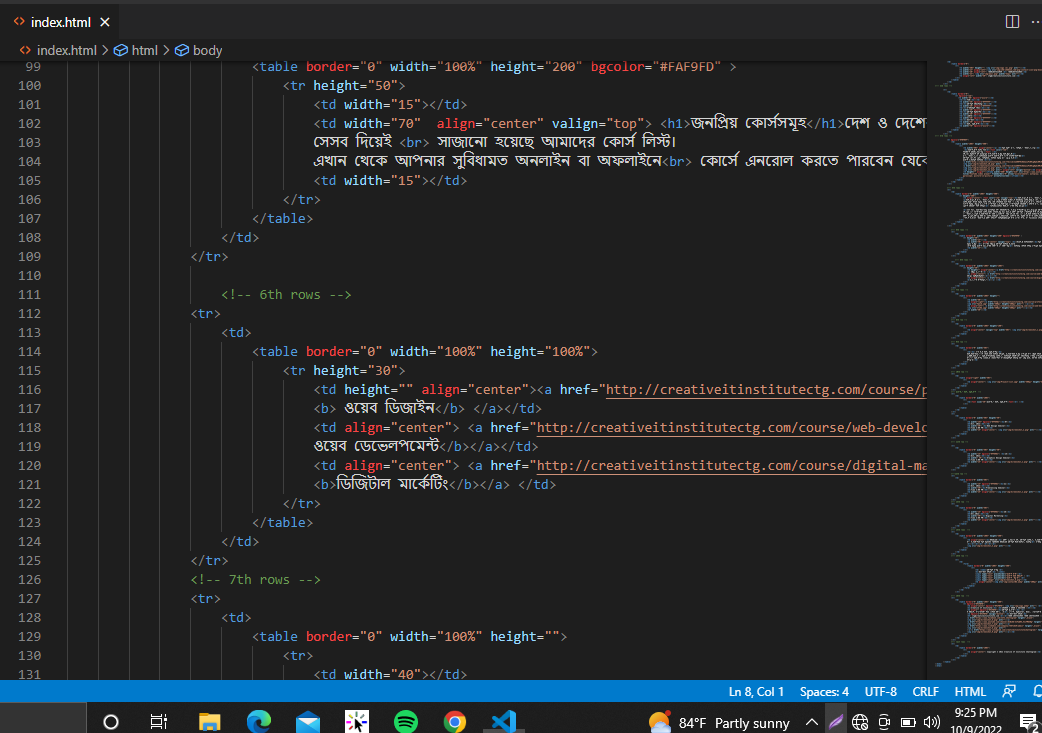 index.html
index.html > html > body
99 <table border="0" width="100%" height="200" bgcolor="#FAF9FD" >
100 <tr height="50">
101 <td width="15"></td>
102 <td width="70"  align="center" valign="top"> <h1>জনপ্রিয় কোর্সসমূহ</h1>দেশ ও দেশে
103 সেসব দিয়েই <br> সাজানো হয়েছে আমাদের কোর্স লিস্ট।
104 এখান থেকে আপনার সুবিধামত অনলাইন বা অফলাইনে<br> কোর্সে এনরোল করতে পারবেন যেকে
105 <td width="15"></td>
106 </tr>
107 </table>
108 </td>
109 </tr>
110
111 <!-- 6th rows -->
112 <tr>
113 <td>
114 <table border="0" width="100%" height="100%">
115 <tr height="30">
116 <td height="" align="center"><a href="http://creativeitinstitutectg.com/course/p
117 <b> ওয়েব ডিজাইন</b> </a></td>
118 <td align="center"> <a href="http://creativeitinstitutectg.com/course/web-develo
119 ওয়েব ডেভেলপমেন্ট</b></a></td>
120 <td align="center"> <a href="http://creativeitinstitutectg.com/course/digital-ma
121 <b>ডিজিটাল মার্কেটিং</b></a> </td>
122 </tr>
123 </table>
124 </td>
125 </tr>
126 <!-- 7th rows -->
127 <tr>
128 <td>
129 <table border="0" width="100%" height="">
130 <tr>
131 <td width="40"></td>
Ln 8, Col 1 Spaces: 4 UTF-8 CRLF HTML
84°F Partly sunny 9:25 PM
10/9/2022 2